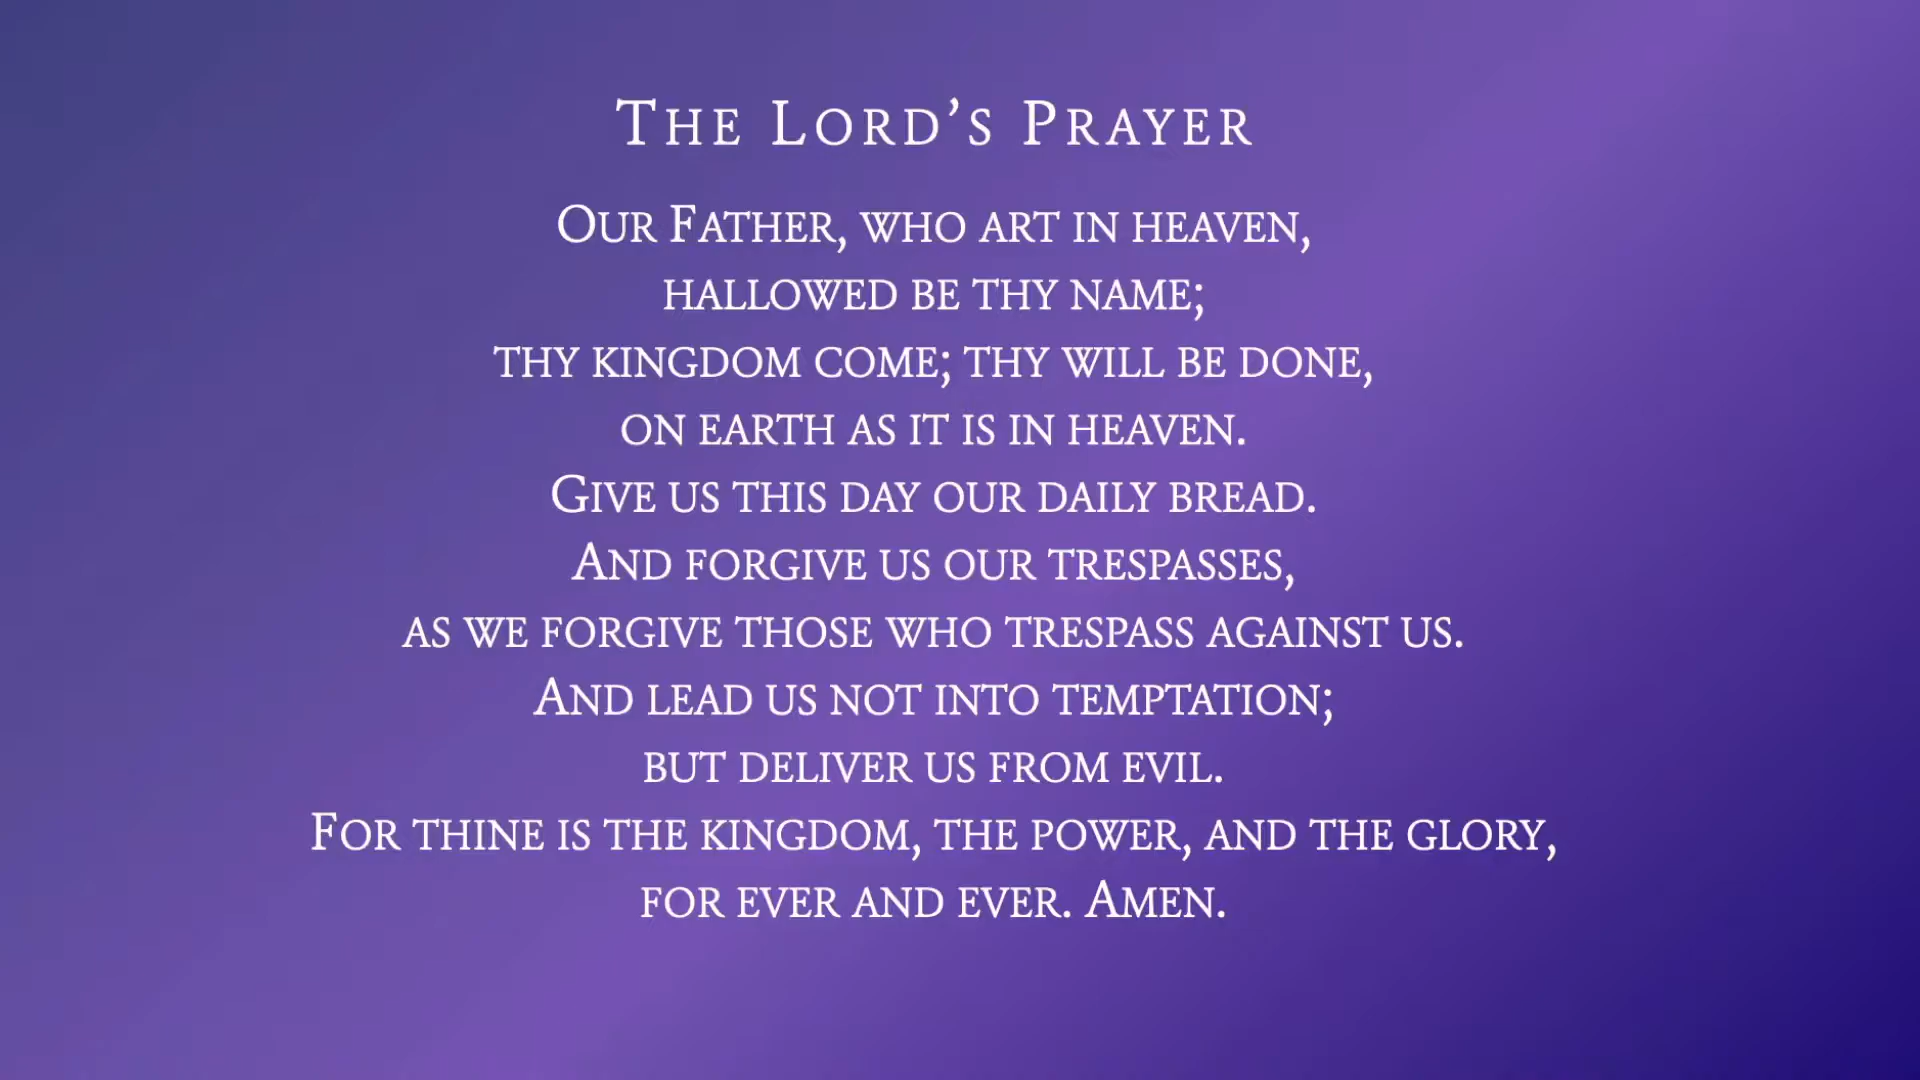 The Lord's Prayer
Our Father, who art in heaven,
hallowed be thy name;
thy kingdom come; thy will be done,
on earth as it is in heaven.
Give us this day our daily bread.
And forgive us our trespasses,
as we forgive those who trespass against us.
And lead us not into temptation;
but deliver us from evil.
For thine is the kingdom, the power, and the glory,
for ever and ever. Amen.